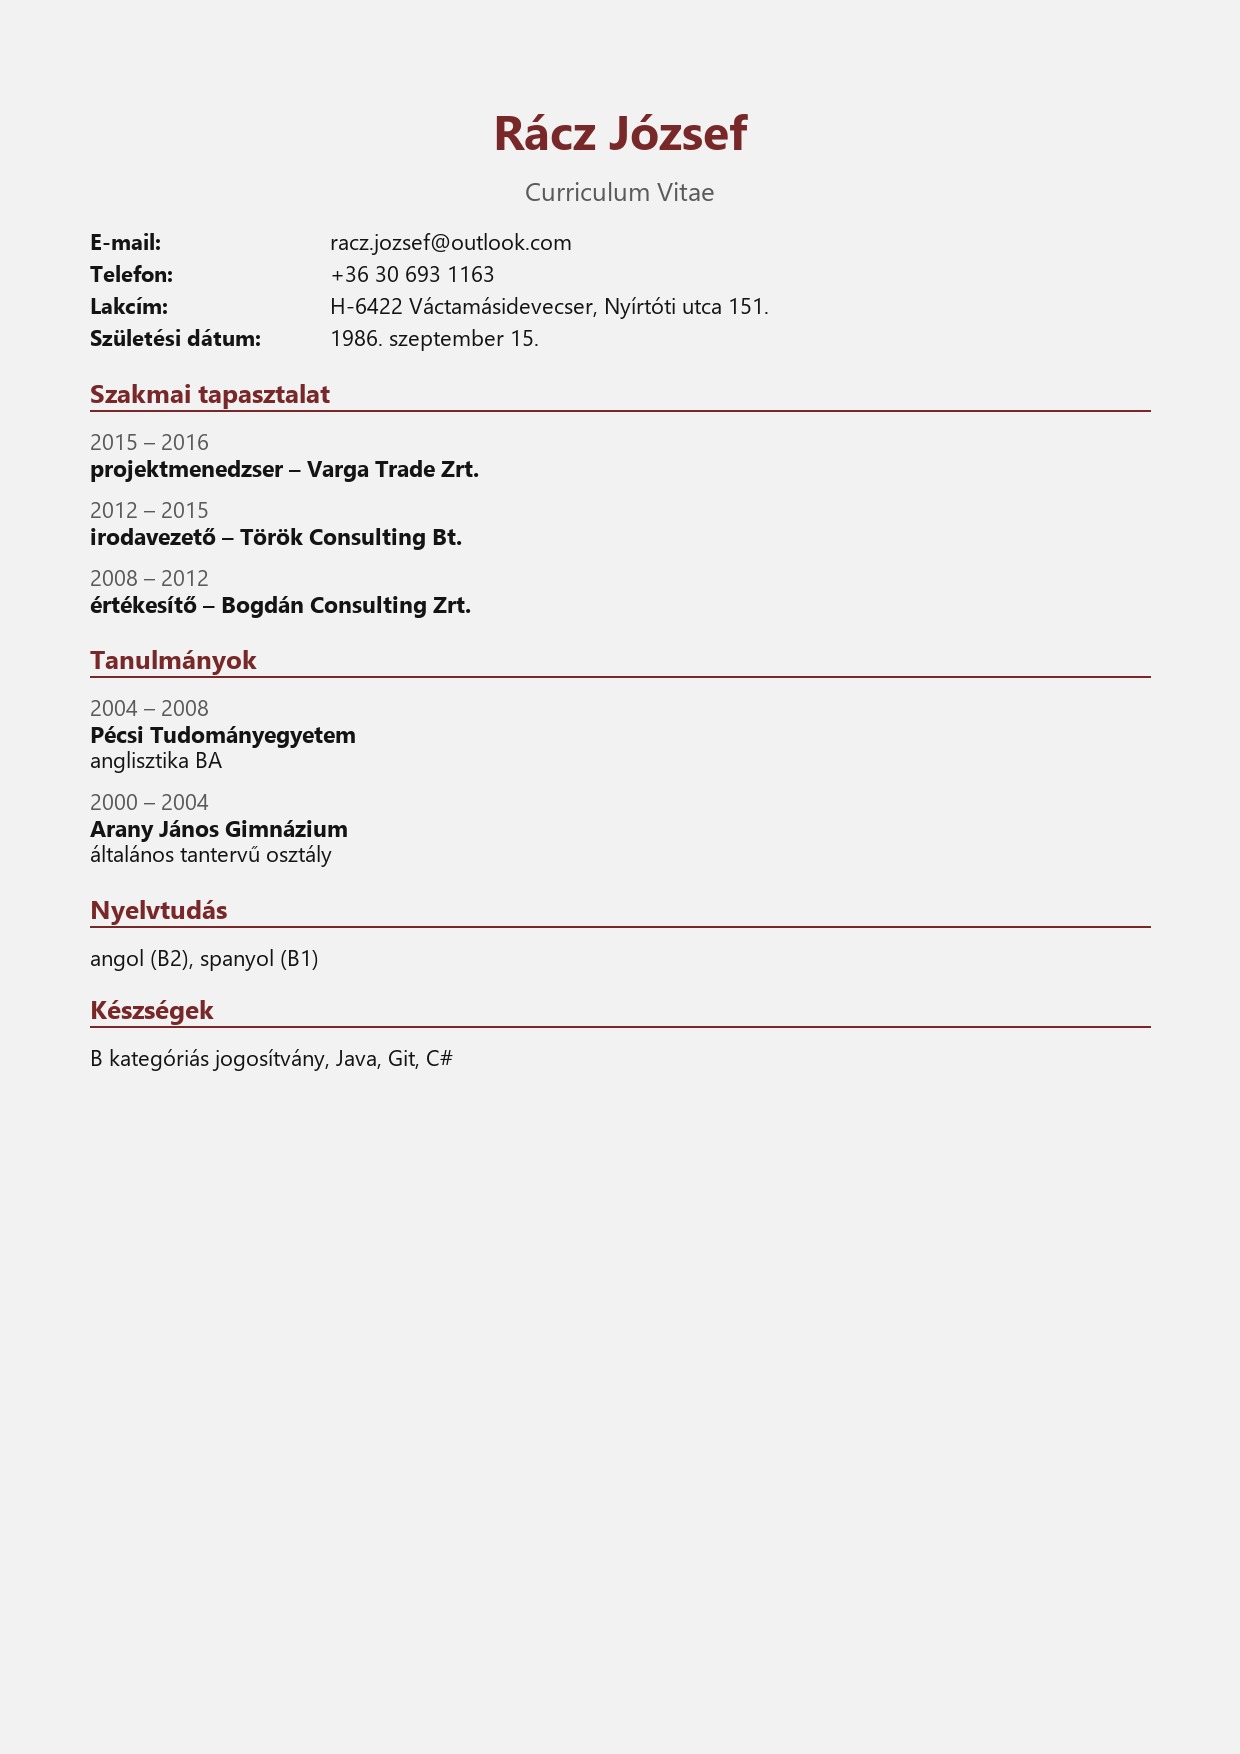 Rácz József
Curriculum Vitae
E-mail: racz.jozsef@outlook.com
Telefon: +36 30 693 1163
Lakcím: H-6422 Váctamásidevecser, Nyírtóti utca 151.
Születési dátum: 1986. szeptember 15.
Szakmai tapasztalat
2015 – 2016
projektmenedzser – Varga Trade Zrt.
2012 – 2015
irodavezető – Török Consulting Bt.
2008 – 2012
értékesítő – Bogdán Consulting Zrt.
Tanulmányok
2004 – 2008
Pécsi Tudományegyetem
anglisztika BA
2000 – 2004
Arany János Gimnázium
általános tantervű osztály
Nyelvtudás
angol (B2), spanyol (B1)
Készségek
B kategóriás jogosítvány, Java, Git, C#